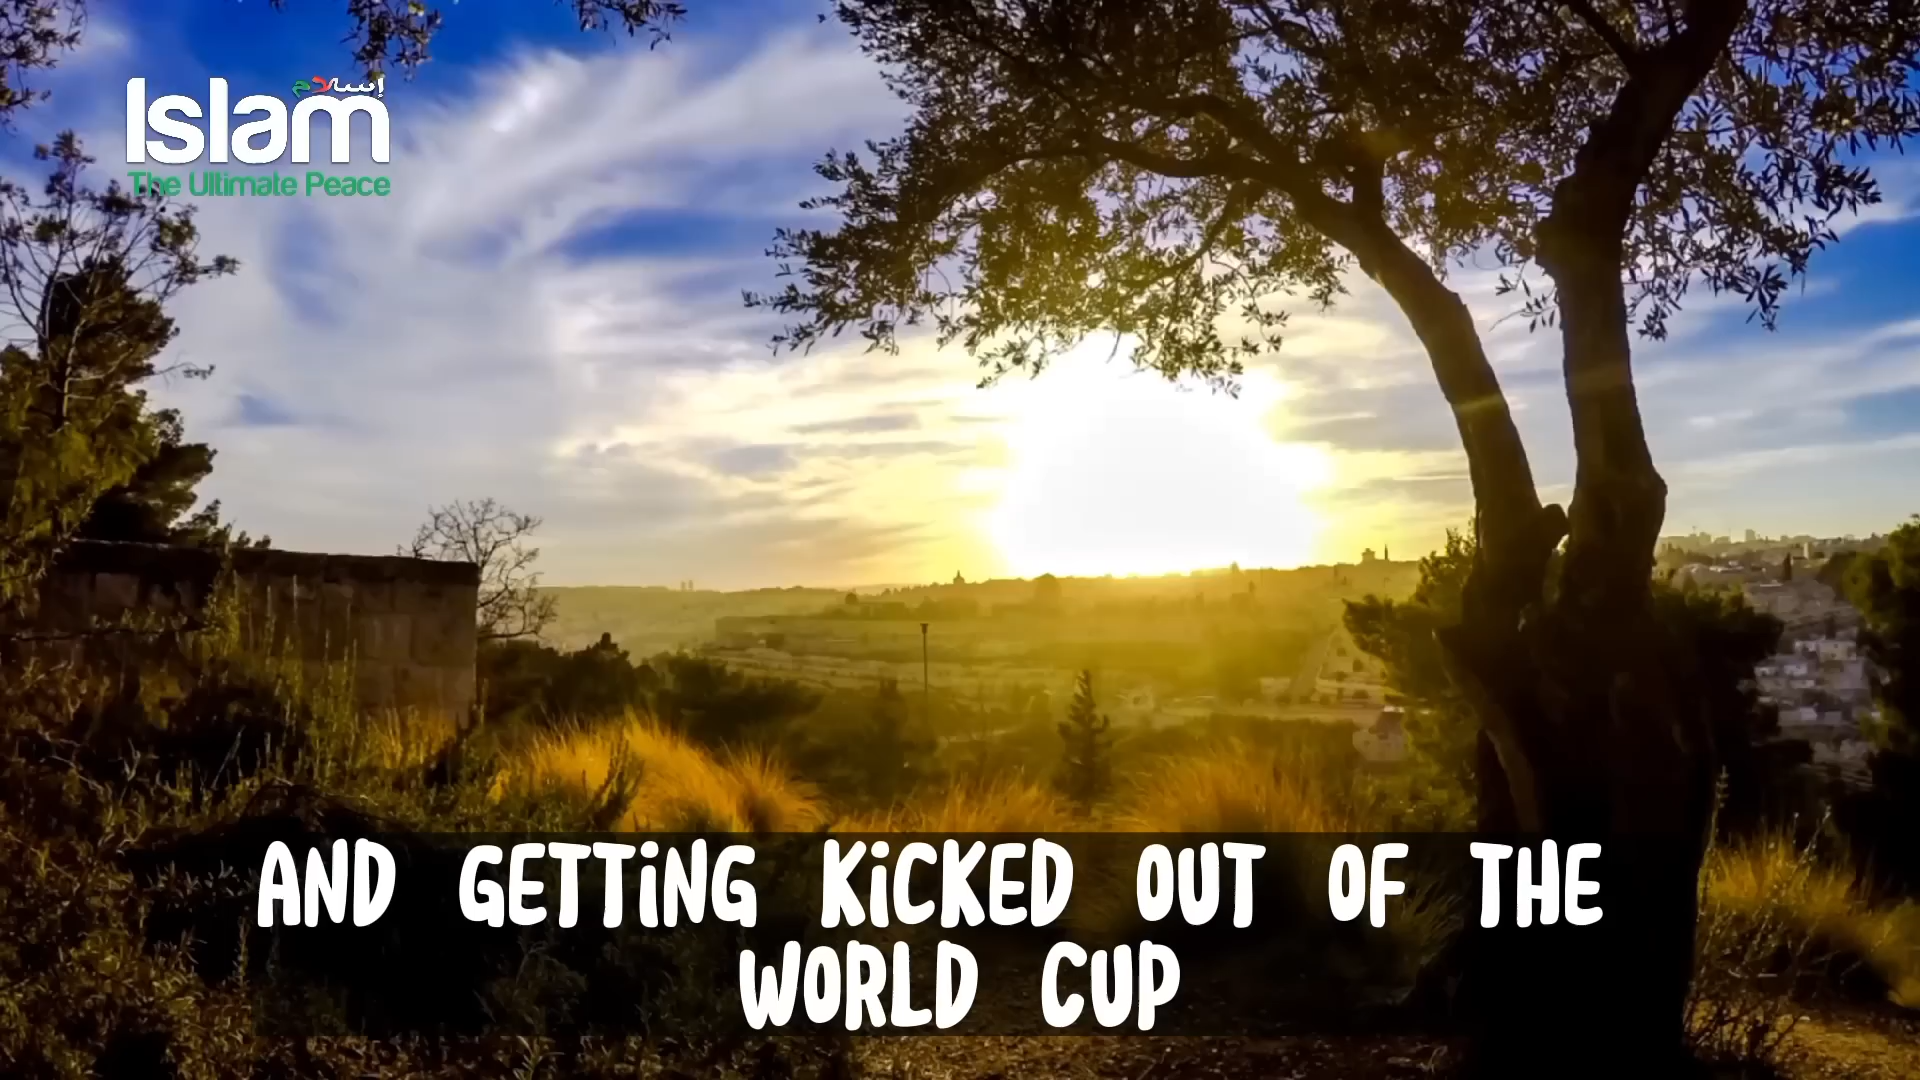 إسلام
Islam
The Ultimate Peace
AND GETTiNG KiCKED OUT OF THE
WORLD CUP